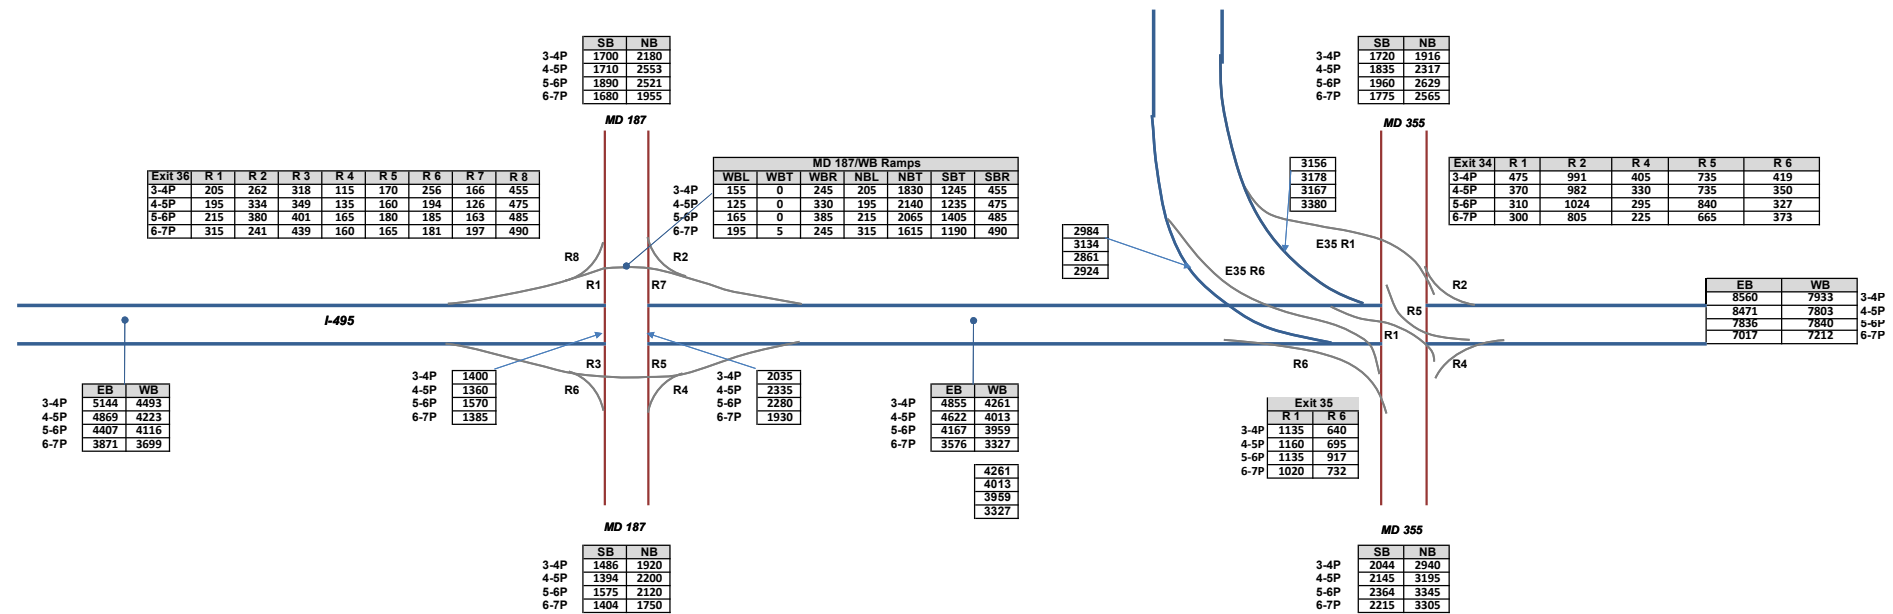 SB NB
3-4P 1700 2180
4-5P 1710 2553
5-6P 1890 2521
6-7P 1680 1955
MD 187
SB NB
3-4P 1720 1916
4-5P 1835 2317
5-6P 1960 2629
6-7P 1775 2565
MD 355
Exit 36 R 1 R 2 R 3 R 4 R 5 R 6 R 7 R 8
3-4P 205 262 318 115 170 256 166 455
4-5P 195 334 349 135 160 194 126 475
5-6P 215 380 401 165 180 185 163 485
6-7P 315 241 439 160 165 181 197 490
MD 187/WB Ramps
WBL WBT WBR NBL NBT SBT SBR
3-4P 155 0 245 205 1830 1245 455
4-5P 125 0 330 195 2140 1235 475
5-6P 165 0 385 215 2065 1405 485
6-7P 195 5 245 315 1615 1190 490
3156
3178
3167
3380
Exit 34 R 1 R 2 R 4 R 5 R 6
3-4P 475 991 405 735 419
4-5P 370 982 330 735 350
5-6P 310 1024 295 840 327
6-7P 300 805 225 665 373
2984
3134
2861
2924
E35 R1
E35 R6
R8
R2
R1
R7
R2
R5
R1
EB WB
8560 7933 3-4P
8471 7803 4-5P
7836 7840 5-6P
7017 7212 6-7P
I-495
R3
R5
R6
R4
R6
R4
EB WB
3-4P 5144 4493
4-5P 4869 4223
5-6P 4407 4116
6-7P 3871 3699
3-4P 1400
4-5P 1360
5-6P 1570
6-7P 1385
3-4P 2035
4-5P 2335
5-6P 2280
6-7P 1930
EB WB
3-4P 4855 4261
4-5P 4622 4013
5-6P 4167 3959
6-7P 3576 3327
4261
4013
3959
3327
Exit 35
R 1 R 6
3-4P 1135 640
4-5P 1160 695
5-6P 1135 917
6-7P 1020 732
MD 187
SB NB
3-4P 1486 1920
4-5P 1394 2200
5-6P 1575 2120
6-7P 1404 1750
MD 355
SB NB
3-4P 2044 2940
4-5P 2145 3195
5-6P 2364 3345
6-7P 2215 3305